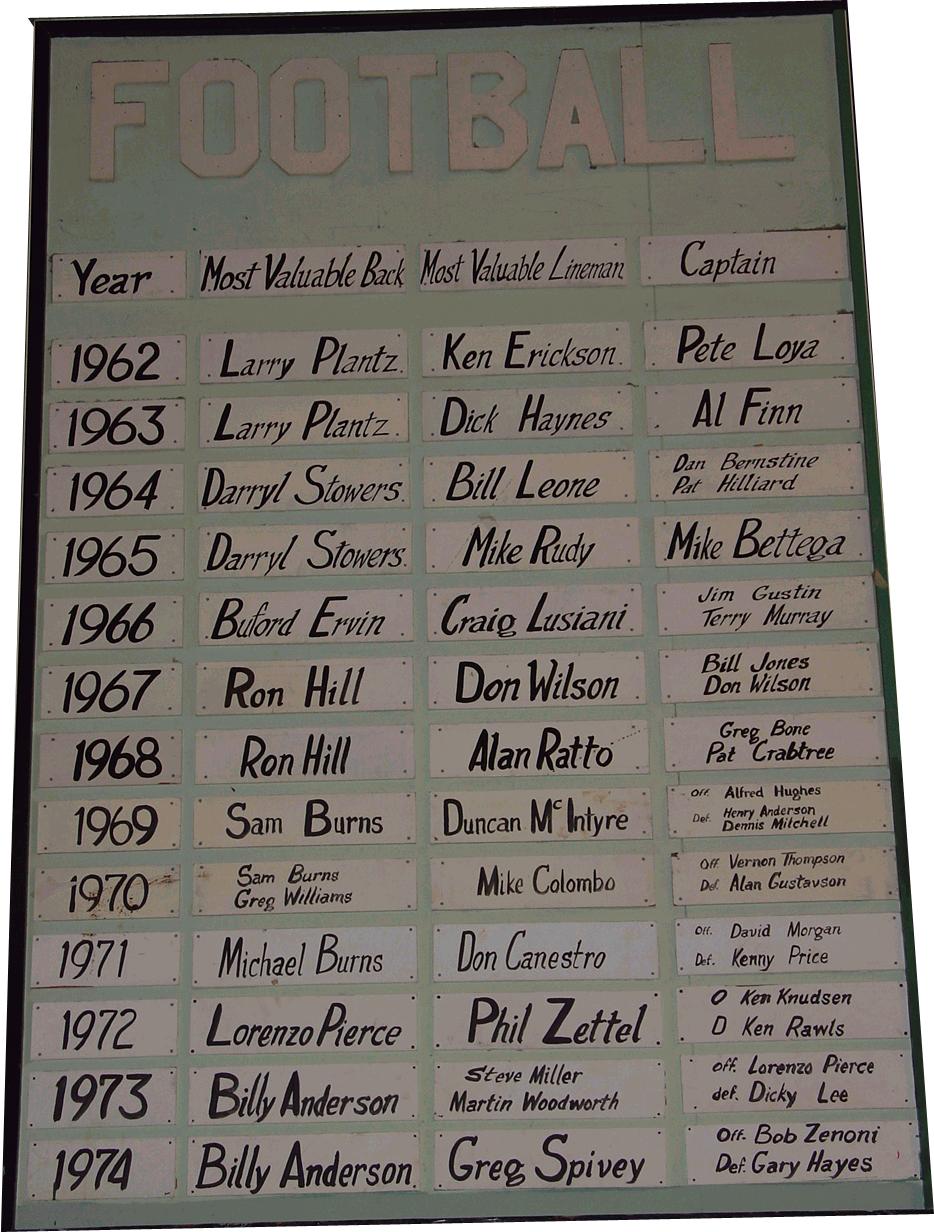 FOOTBALL
Year Most Valuable Back Most Valuable Lineman Captain
1962 Larry Plantz Ken Erickson Pete Loya
1963 Larry Plantz Dick Haynes Al Finn
1964 Darryl Stowers Bill Leone Dan Bernstine
Pat Hilliard
1965 Darryl Stowers Mike Rudy Mike Bettega
1966 Buford Ervin Craig Lusiani Jim Gustin
Terry Murray
1967 Ron Hill Don Wilson Bill Jones
Don Wilson
1968 Ron Hill Alan Ratto Greg Bone
Pat Crabtree
1969 Sam Burns Duncan McIntyre Off. Alfred Hughes
Def. Henry Anderson
Dennis Mitchell
1970 Sam Burns Mike Colombo Off Vernon Thompson
Greg Williams Def. Alan Gustavson
1971 Michael Burns Don Canestro Off. David Morgan
Def. Kenny Price
1972 Lorenzo Pierce Phil Zettel O Ken Knudsen
D Ken Rawls
1973 Billy Anderson Steve Miller off. Lorenzo Pierce
Martin Woodworth def. Dicky Lee
1974 Billy Anderson Greg Spivey Off. Bob Zenoni
Def. Gary Hayes